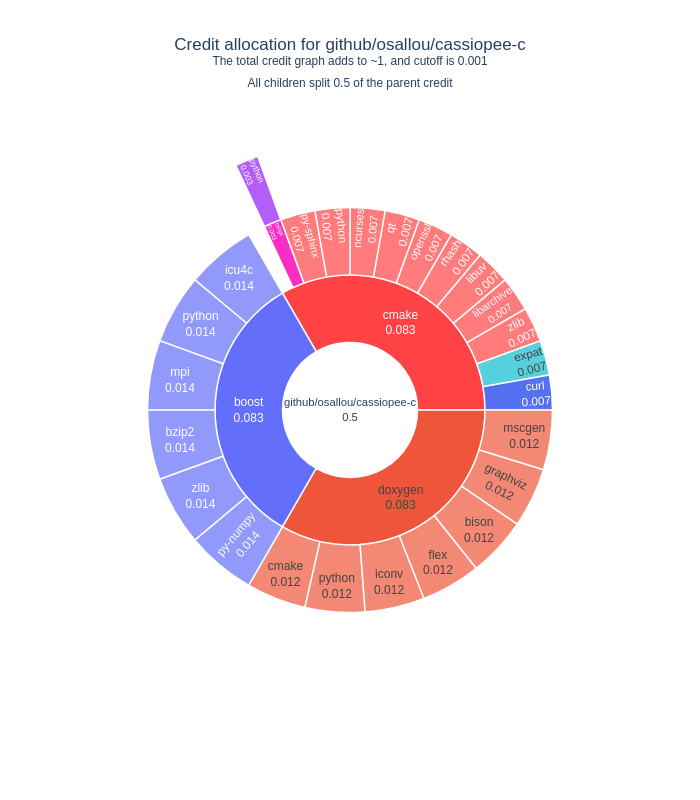 Credit allocation for github/osallou/cassiopee-c
The total credit graph adds to ~1, and cutoff is 0.001
All children split 0.5 of the parent credit
github/osallou/cassiopee-c
0.5
cmake
0.083
boost
0.083
doxygen
0.083
python
0.003
0.003
py-sphinx
0.007
python
0.007
ncurses
0.007
qt
0.007
openssl
0.007
rhash
0.007
libuv
0.007
libarchive
0.007
zlib
0.007
expat
0.007
curl
0.007
icu4c
0.014
python
0.014
mpi
0.014
bzip2
0.014
zlib
0.014
py-numpy
0.014
cmake
0.012
python
0.012
iconv
0.012
flex
0.012
bison
0.012
graphviz
0.012
mscgen
0.012